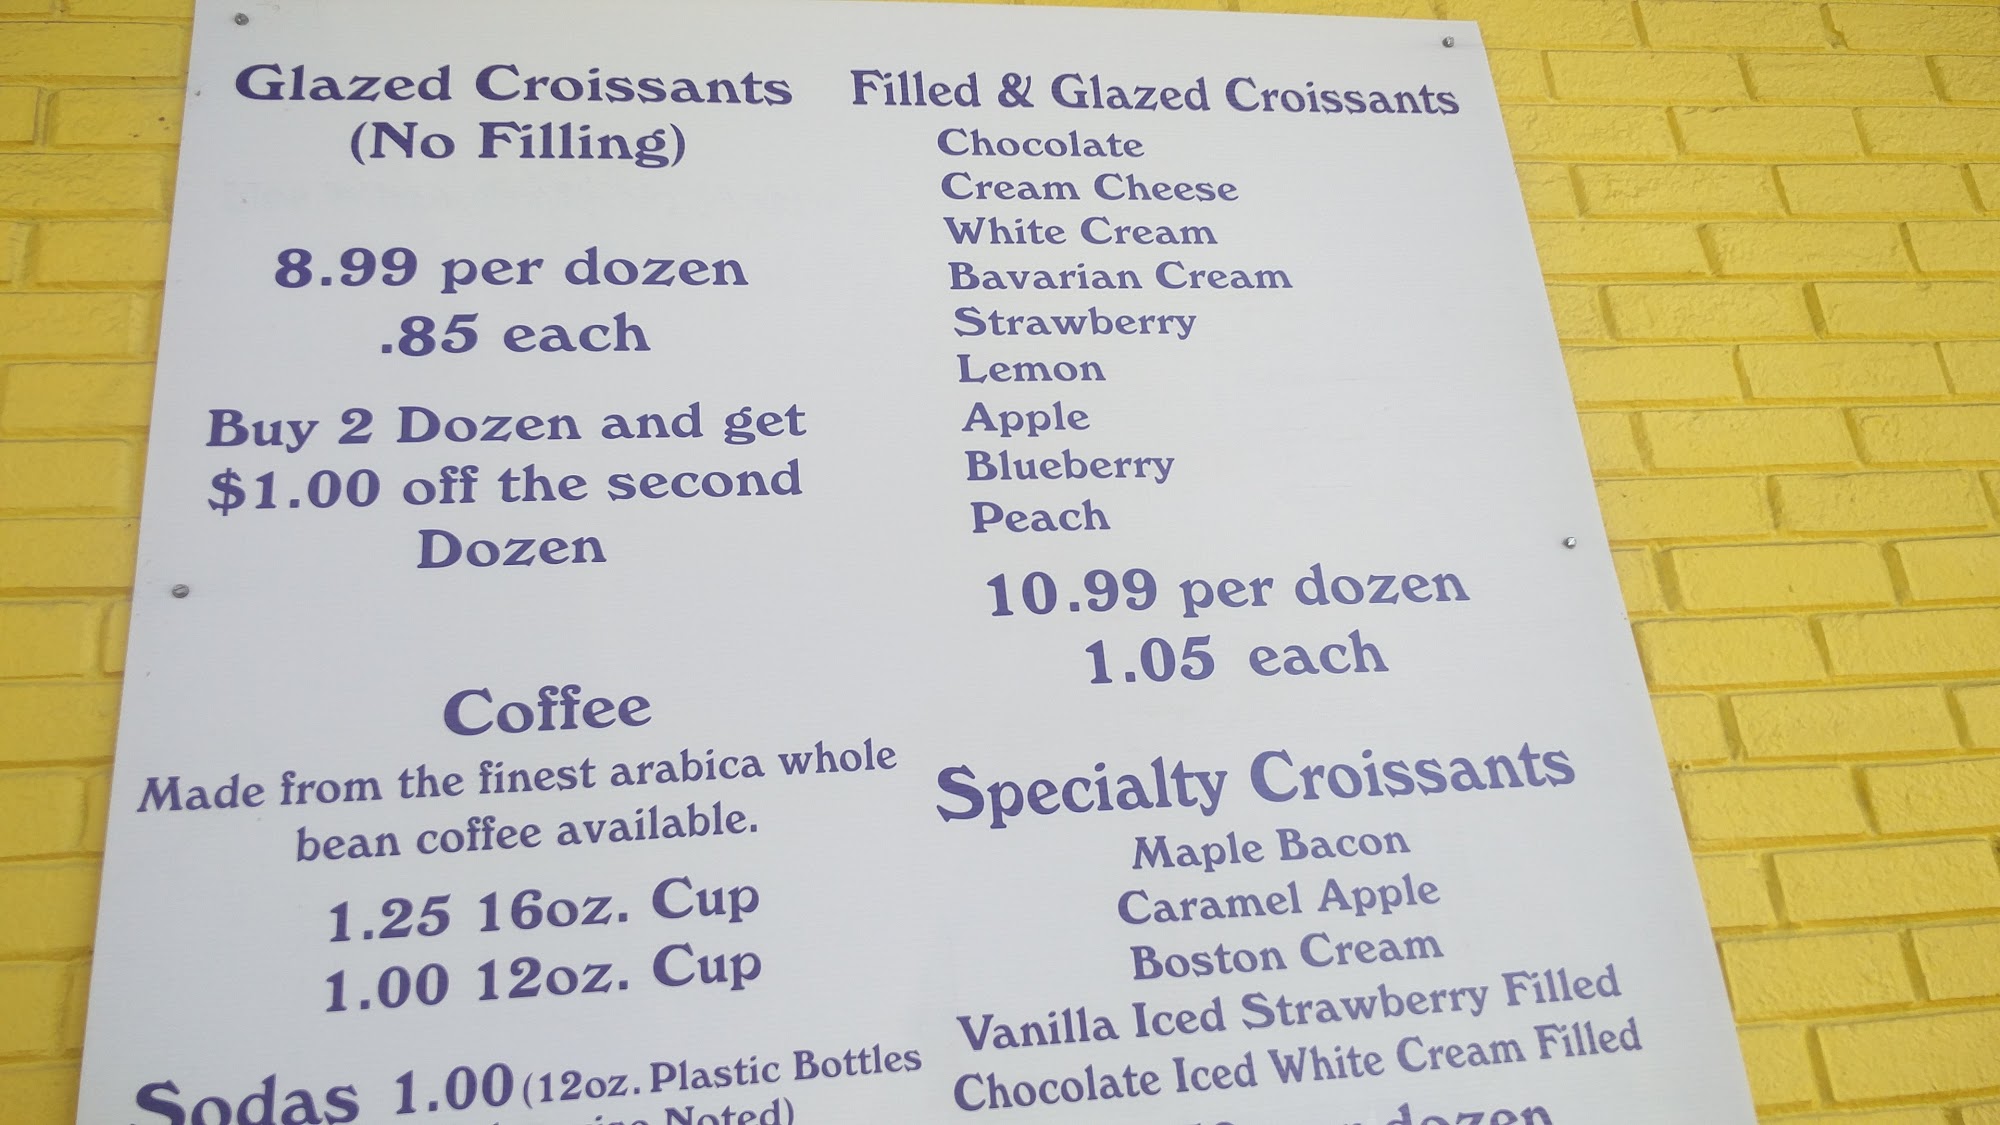 Glazed Croissants
(No Filling)
8.99 per dozen
.85 each
Buy 2 Dozen and get
$1.00 off the second
Dozen
Coffee
Made from the finest arabica whole
bean coffee available.
1.25 16oz. Cup
1.00 12oz. Cup
Sodas 1.00 (12oz. Plastic Bottles
Noted)
Filled & Glazed Croissants
Chocolate
Cream Cheese
White Cream
Bavarian Cream
Strawberry
Lemon
Apple
Blueberry
Peach
10.99 per dozen
1.05 each
Specialty Croissants
Maple Bacon
Caramel Apple
Boston Cream
Vanilla Iced Strawberry Filled
Chocolate Iced White Cream Filled
dozen